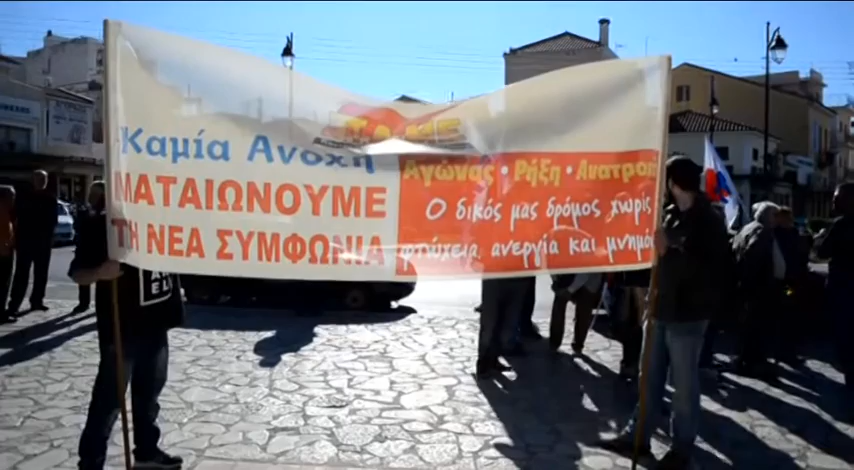 Καμία Ανοχή
ΜΑΤΑΙΩΝΟΥΜΕ
ΤΗ ΝΕΑ ΣΥΜΦΩΝΙΑ
Αγώνας • Ρήξη • Ανατροπή
Ο δικός μας δρόμος χωρίς
φτώχεια, ανεργία και μνημόνια